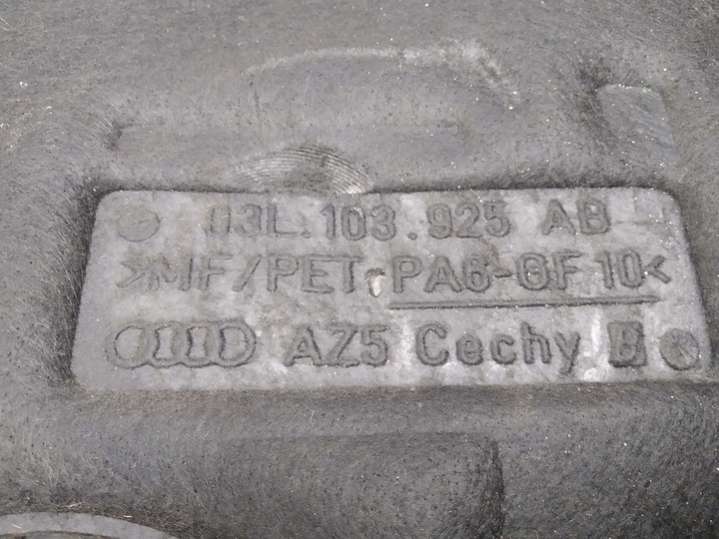 03L.103.925 AB
>MF/PET-PA6-GF10<
AZ5 Cechy